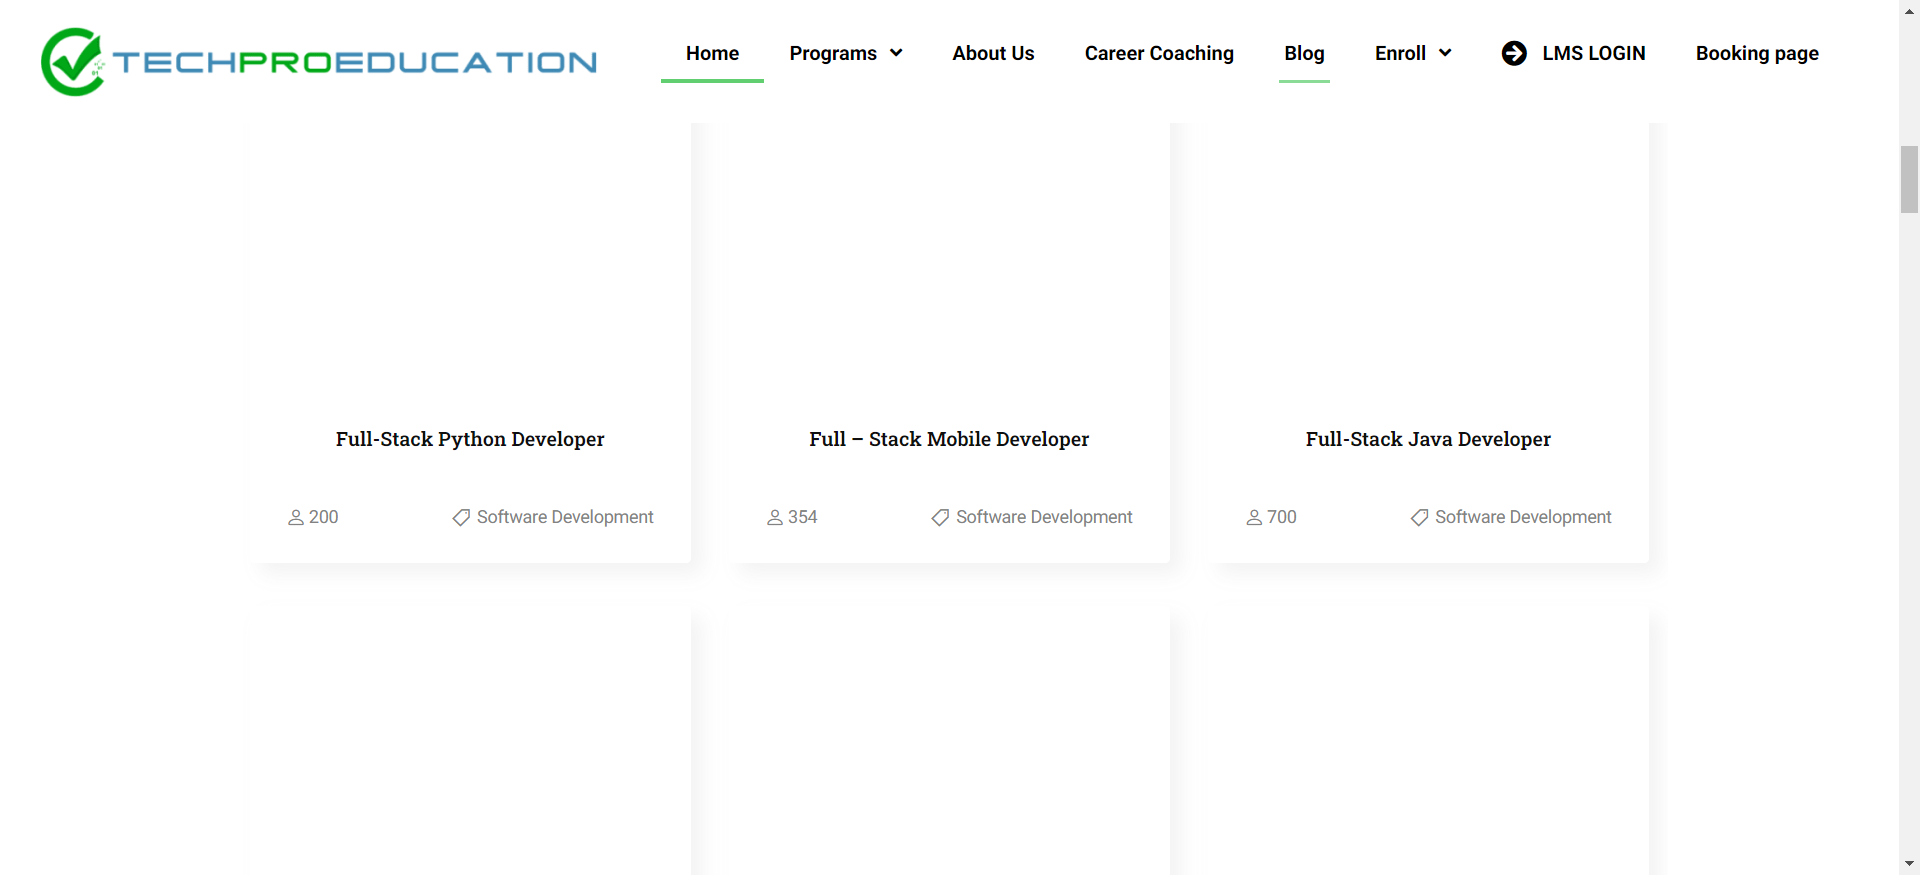 TECHPROEDUCATION
Home Programs About Us Career Coaching Blog Enroll LMS LOGIN Booking page
Full-Stack Python Developer
200 Software Development
Full – Stack Mobile Developer
354 Software Development
Full-Stack Java Developer
700 Software Development